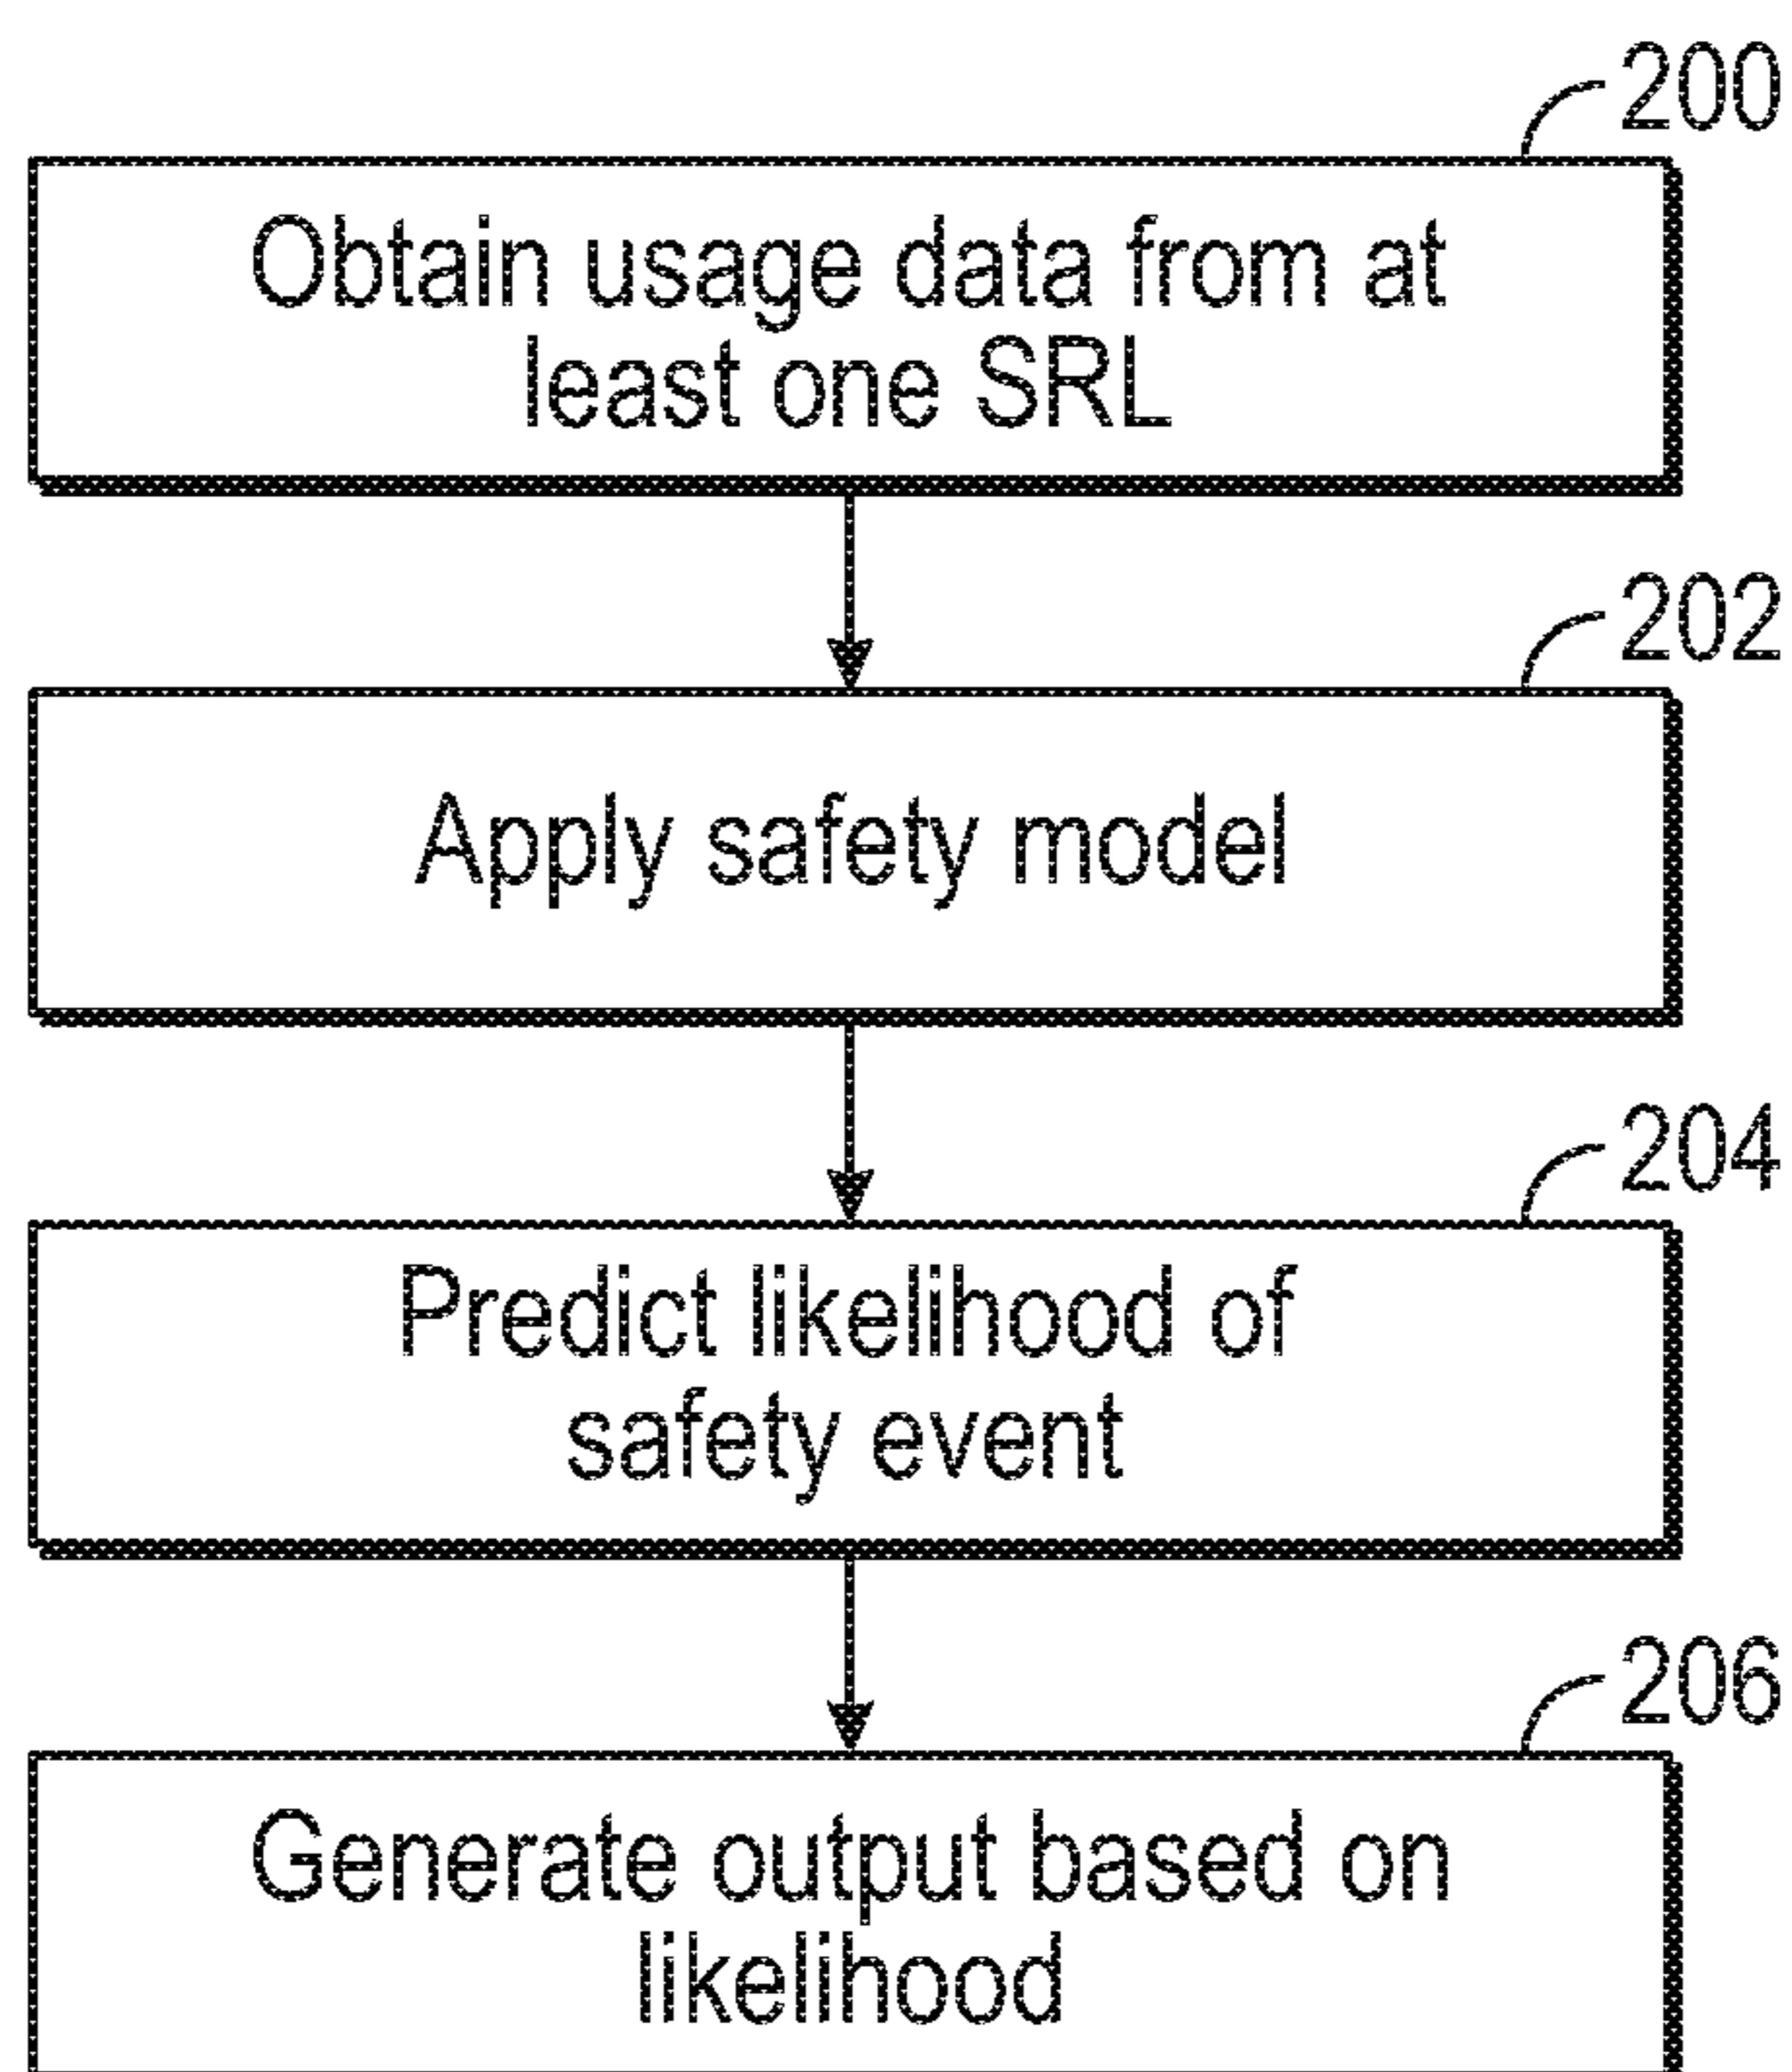 200
Obtain usage data from at
least one SRL
202
Apply safety model
204
Predict likelihood of
safety event
206
Generate output based on
likelihood